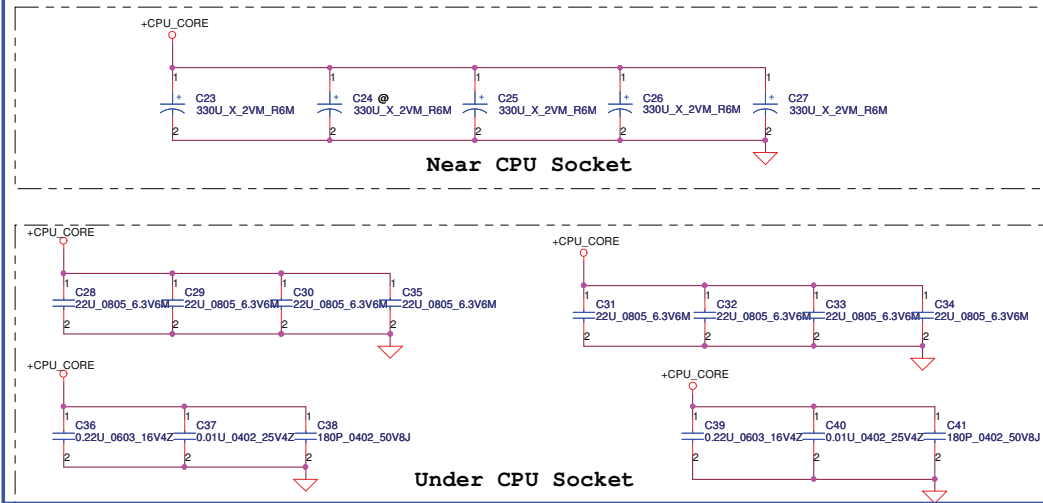 +CPU_CORE
1 1 1 1 1
+ + + + +
C23 C24 @ C25 C26 C27
330U_X_2VM_R6M 330U_X_2VM_R6M 330U_X_2VM_R6M 330U_X_2VM_R6M 330U_X_2VM_R6M
2 2 2 2 2
Near CPU Socket
+CPU_CORE +CPU_CORE
1 1 1 1
C28 C29 C30 C35
22U_0805_6.3V6M 22U_0805_6.3V6M 22U_0805_6.3V6M 22U_0805_6.3V6M
2 2 2 2
1 1 1 1
C31 C32 C33 C34
22U_0805_6.3V6M 22U_0805_6.3V6M 22U_0805_6.3V6M 22U_0805_6.3V6M
2 2 2 2
+CPU_CORE +CPU_CORE
1 1 1
C36 C37 C38
0.22U_0603_16V4Z 0.01U_0402_25V4Z 180P_0402_50V8J
2 2 2
1 1 1
C39 C40 C41
0.22U_0603_16V4Z 0.01U_0402_25V4Z 180P_0402_50V8J
2 2 2
Under CPU Socket